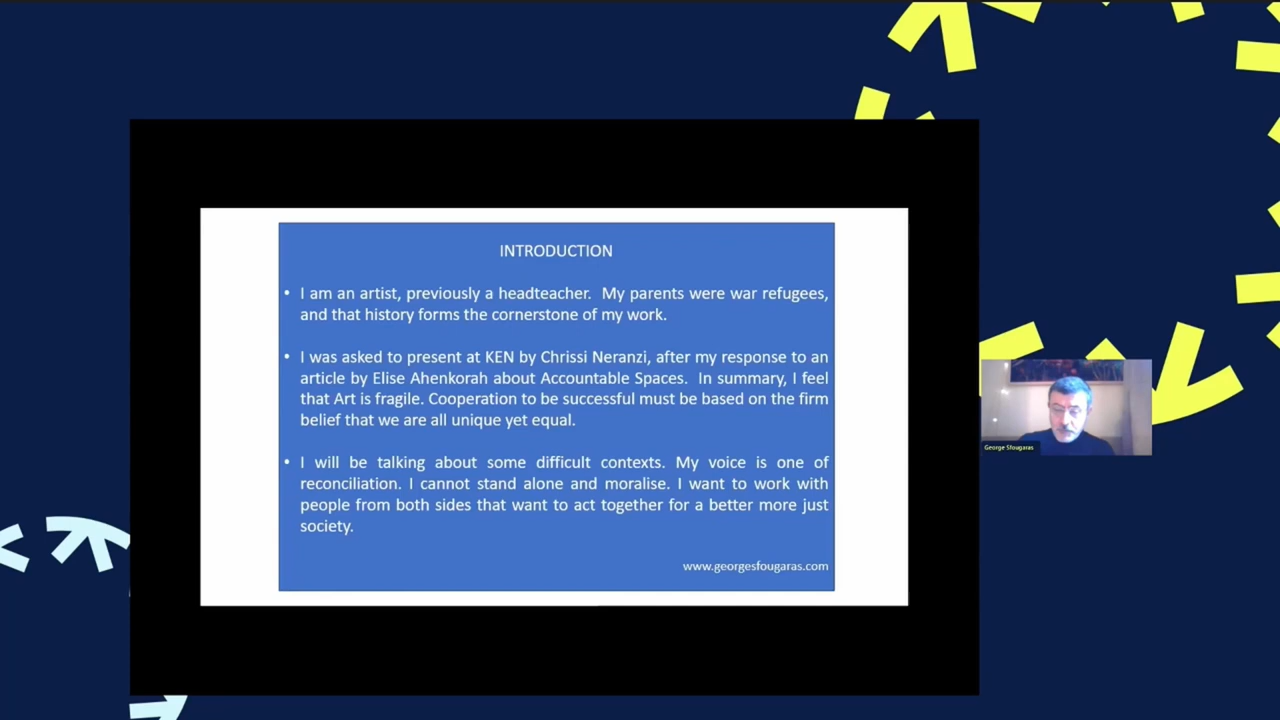 INTRODUCTION
• I am an artist, previously a headteacher. My parents were war refugees,
and that history forms the cornerstone of my work.
• I was asked to present at KEN by Chrissi Neranzi, after my response to an
article by Elise Ahenkorah about Accountable Spaces. In summary, I feel
that Art is fragile. Cooperation to be successful must be based on the firm
belief that we are all unique yet equal.
• I will be talking about some difficult contexts. My voice is one of
reconciliation. I cannot stand alone and moralise. I want to work with
people from both sides that want to act together for a better more just
society.
www.georgesfougaras.com
George Sfougaras